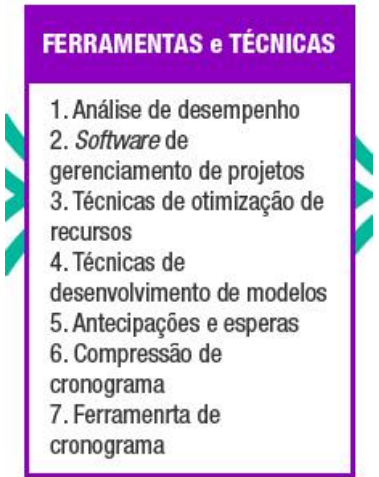 FERRAMENTAS e TÉCNICAS
1. Análise de desempenho
2. Software de
gerenciamento de projetos
3. Técnicas de otimização de
recursos
4. Técnicas de
desenvolvimento de modelos
5. Antecipações e esperas
6. Compressão de
cronograma
7. Ferramenrta de
cronograma